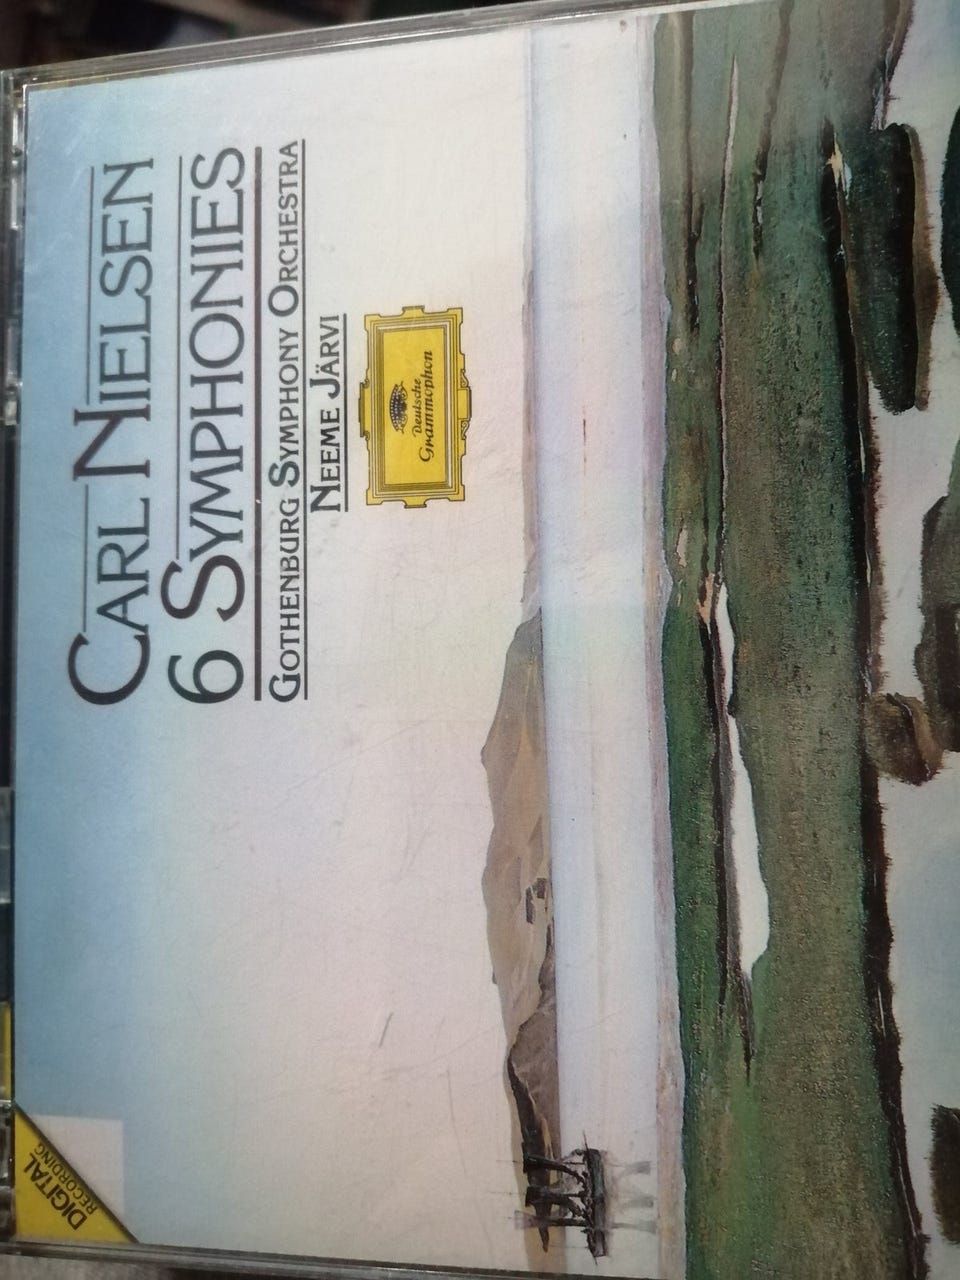 DIGITAL
RECORDING
CARL NIELSEN
6 SYMPHONIES
GOTHENBURG SYMPHONY ORCHESTRA
NEEME JÄRVI
Deutsche
Grammophon